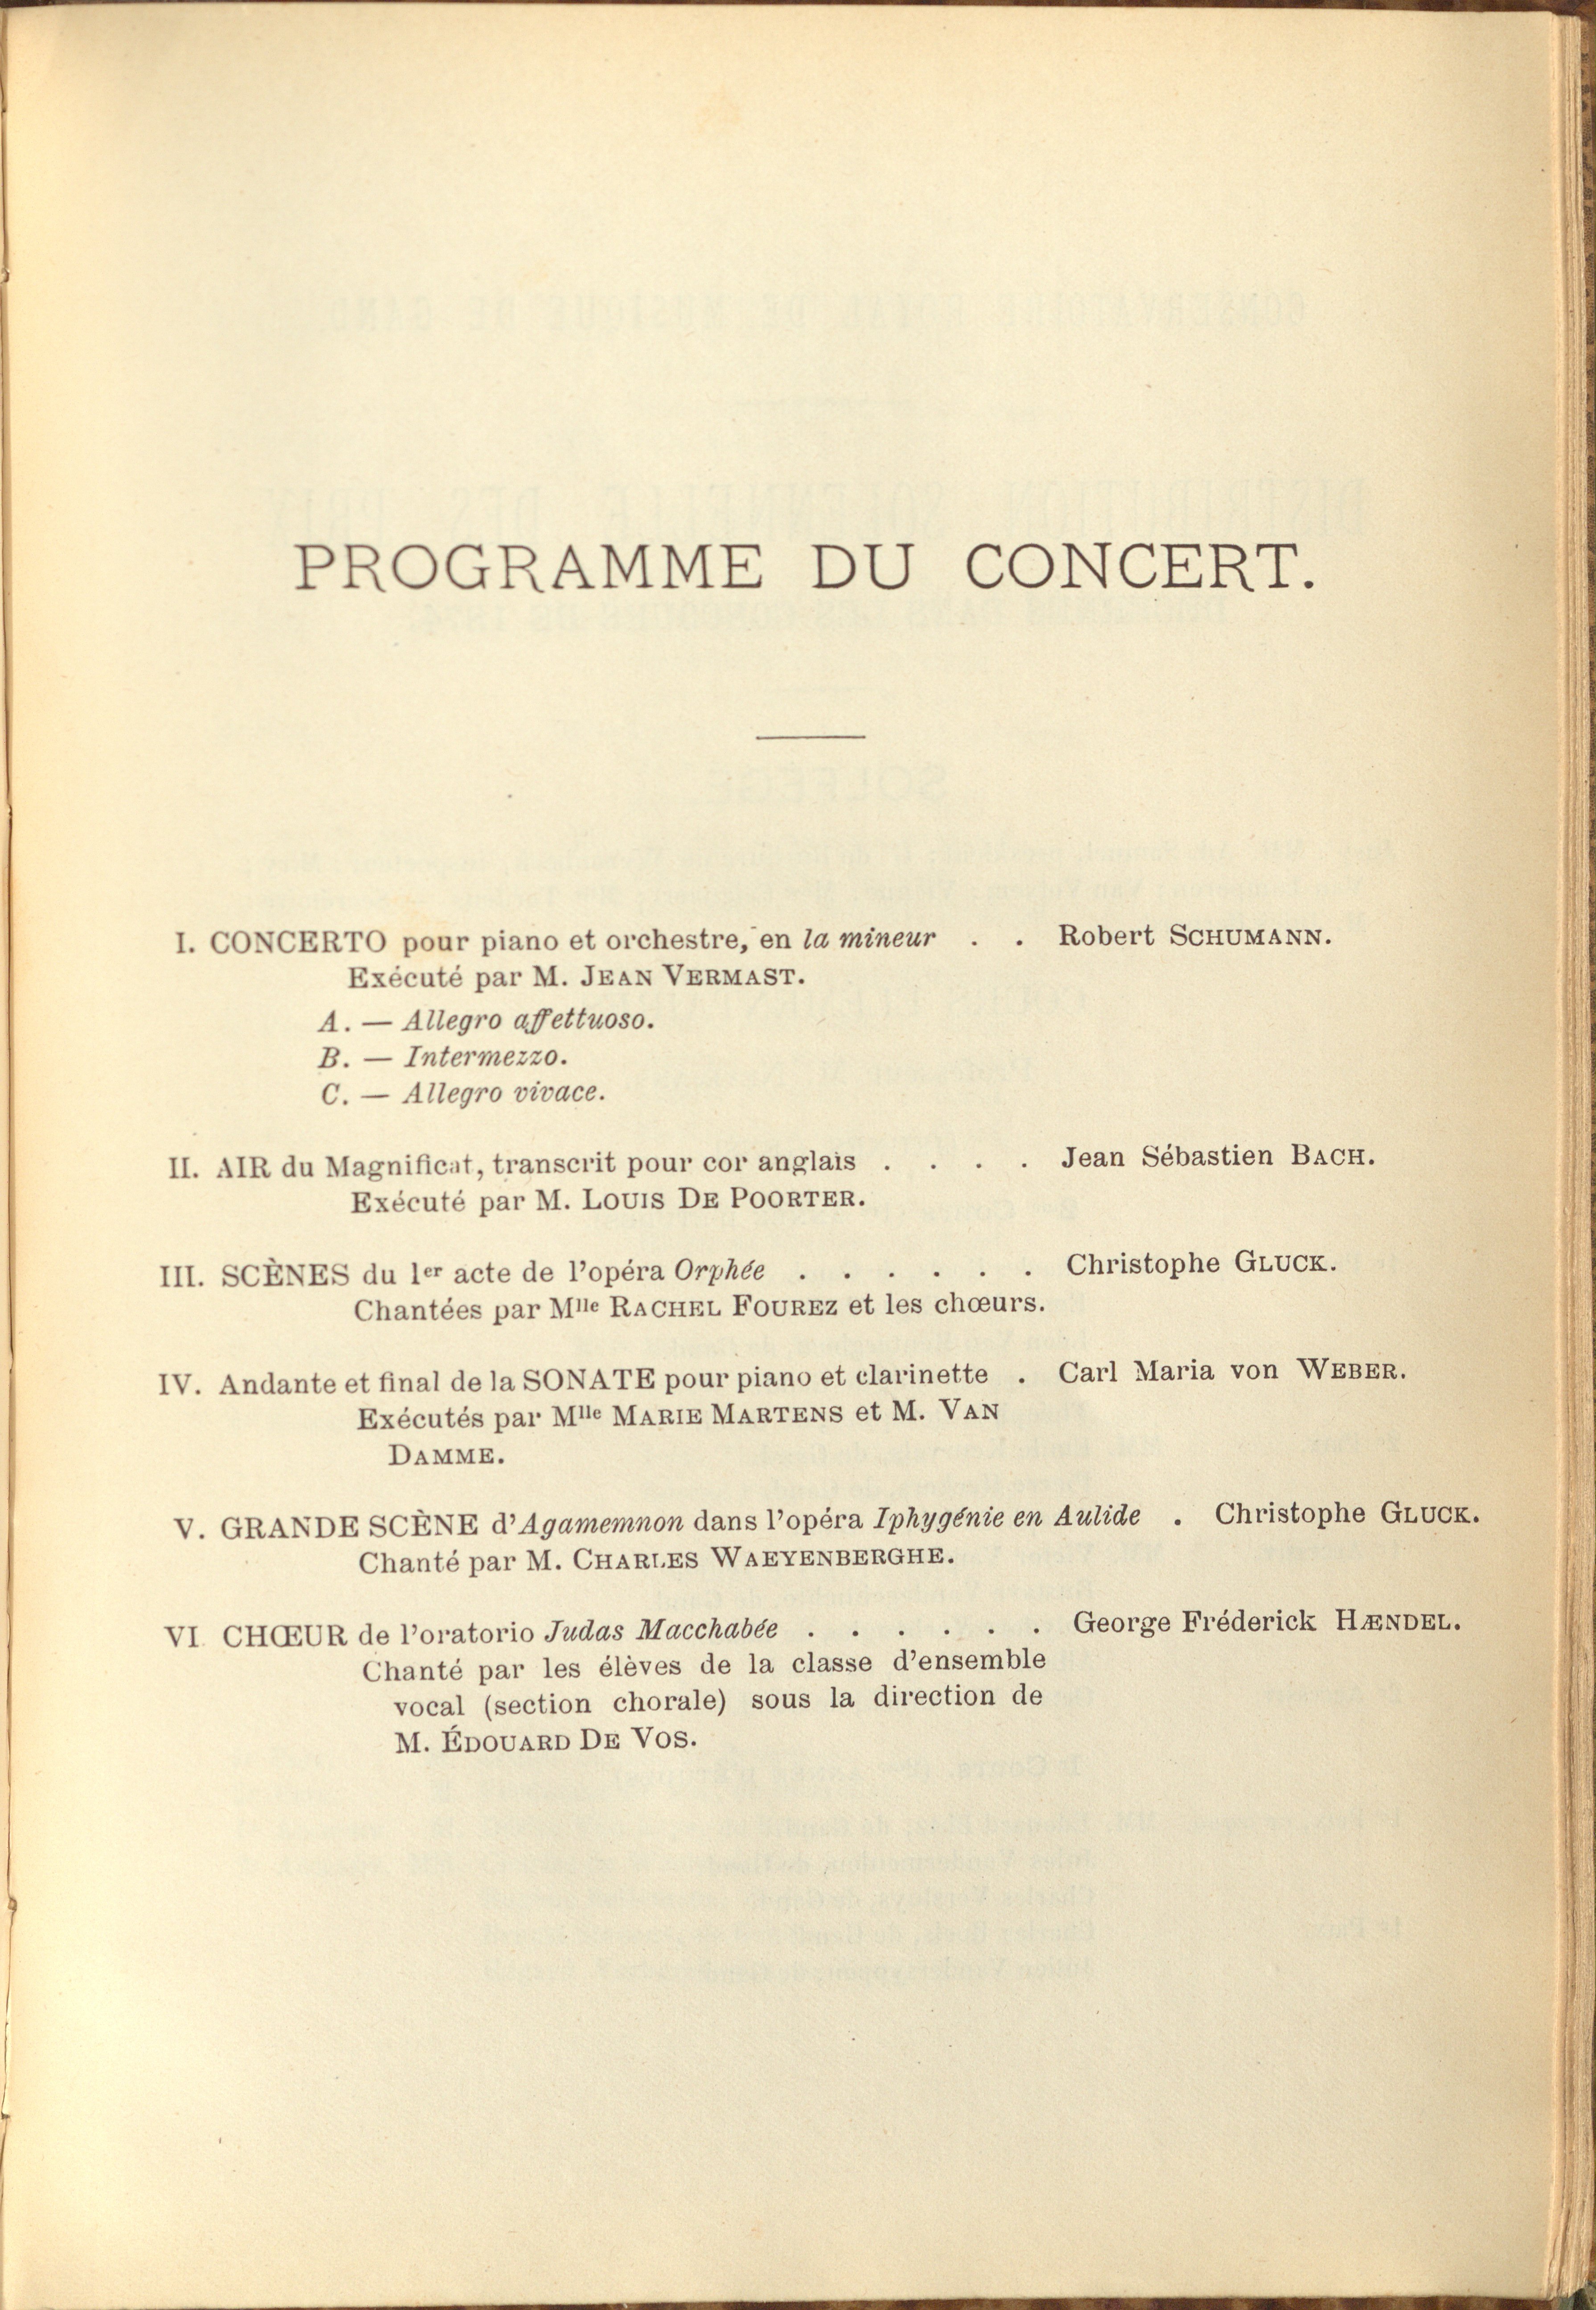 PROGRAMME DU CONCERT.
I. CONCERTO pour piano et orchestre, en la mineur . . Robert SCHUMANN.
Exécuté par M. JEAN VERMAST.
A. — Allegro affettuoso.
B. — Intermezzo.
C. — Allegro vivace.
II. AIR du Magnificat, transcrit pour cor anglais . . . . Jean Sébastien BACH.
Exécuté par M. LOUIS DE POORTER.
III. SCÈNES du 1er acte de l'opéra Orphée . . . . . . Christophe GLUCK.
Chantées par Mlle RACHEL FOUREZ et les chœurs.
IV. Andante et final de la SONATE pour piano et clarinette . Carl Maria von WEBER.
Exécutés par Mlle MARIE MARTENS et M. VAN
DAMME.
V. GRANDE SCÈNE d'Agamemnon dans l'opéra Iphygénie en Aulide . Christophe GLUCK.
Chanté par M. CHARLES WAEYENBERGHE.
VI CHŒUR de l'oratorio Judas Macchabée . . . . . . George Fréderick HÆNDEL.
Chanté par les élèves de la classe d'ensemble
vocal (section chorale) sous la direction de
M. ÉDOUARD DE VOS.